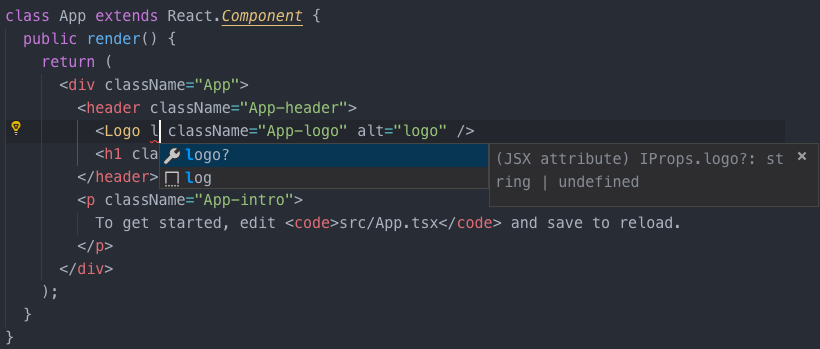 class App extends React.Component {
public render() {
return (
<div className="App">
<header className="App-header">
<Logo l className="App-logo" alt="logo" />
<h1 cla
logo?
(JSX attribute) IProps.logo?: st
ring | undefined
×
</header>
log
<p className="App-intro">
To get started, edit <code>src/App.tsx</code> and save to reload.
</p>
</div>
);
}
}